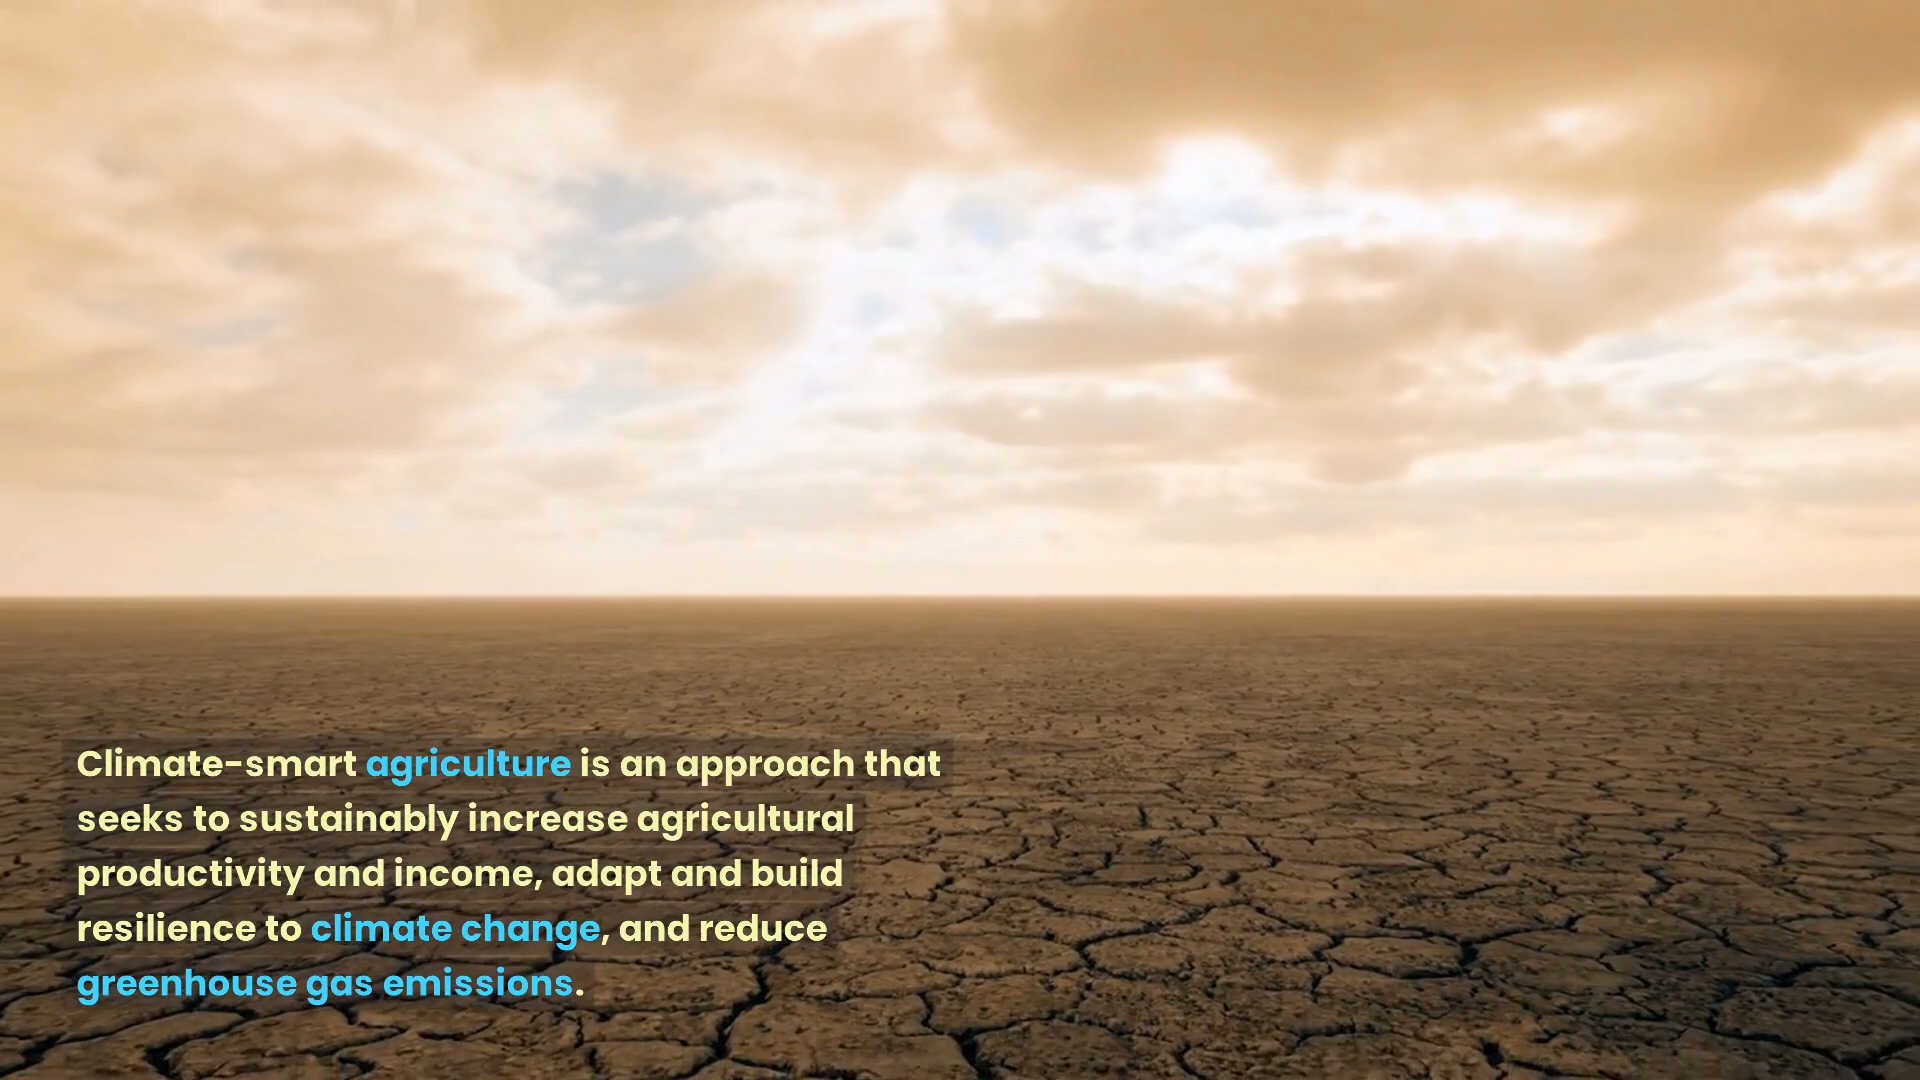 Climate-smart agriculture is an approach that
seeks to sustainably increase agricultural
productivity and income, adapt and build
resilience to climate change, and reduce
greenhouse gas emissions.